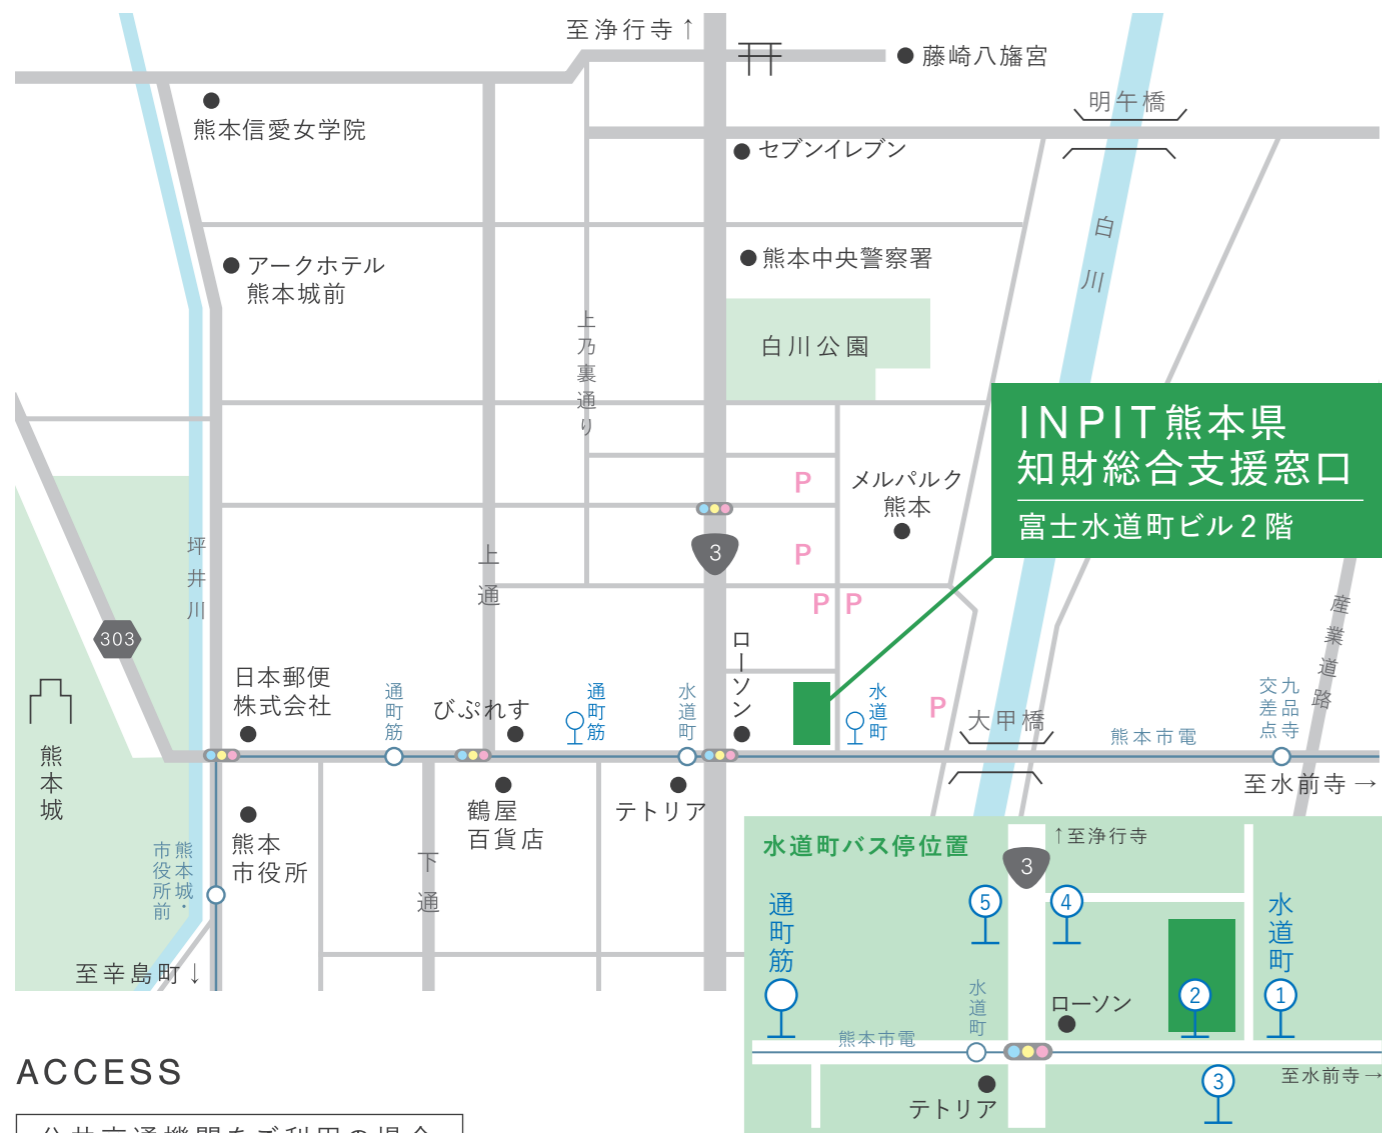 至浄行寺↑
藤崎八旛宮
明午橋
熊本信愛女学院
セブンイレブン
白川
アークホテル
熊本城前
熊本中央警察署
上乃裏通り
白川公園
INPIT熊本県
知財総合支援窓口
富士水道町ビル2階
P
メルパルク
熊本
3
P
坪井川
上通
P P
産業道路
303
ローソン
日本郵便
株式会社
通町筋
びぷれす
通町筋
水道町
水道町
P
大甲橋
熊本市電
九品寺
交差点
熊本城
至水前寺→
鶴屋
百貨店
テトリア
熊本
市役所
熊本城・
市役所前
下通
至辛島町↓
水道町バス停位置
↑至浄行寺
3
通町筋
5
4
水道町
水道町
ローソン
2
1
熊本市電
3
至水前寺→
テトリア
ACCESS